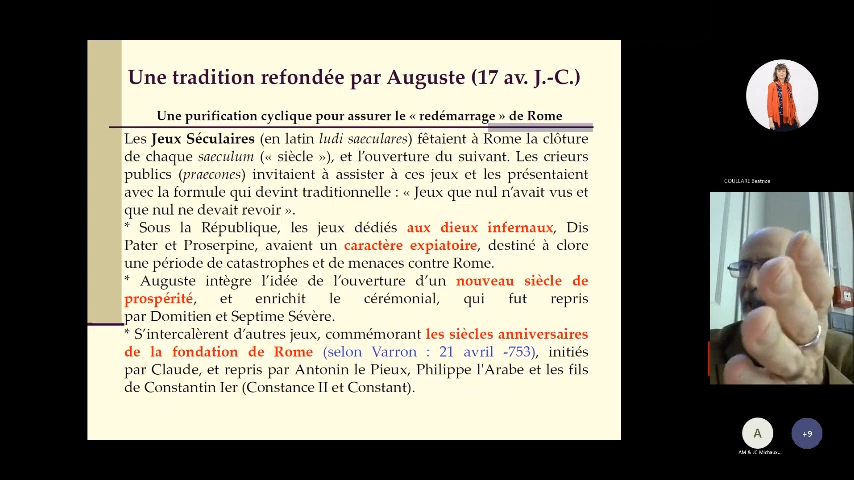 Une tradition refondée par Auguste (17 av. J.-C.)
Une purification cyclique pour assurer le « redémarrage » de Rome
Les Jeux Séculaires (en latin ludi saeculares) fêtaient à Rome la clôture
de chaque saeculum (« siècle »), et l'ouverture du suivant. Les crieurs
publics (praecones) invitaient à assister à ces jeux et les présentaient
avec la formule qui devint traditionnelle : « Jeux que nul n'avait vus et
que nul ne devait revoir ».
* Sous la République, les jeux dédiés aux dieux infernaux, Dis
Pater et Proserpine, avaient un caractère expiatoire, destiné à clore
une période de catastrophes et de menaces contre Rome.
* Auguste intègre l'idée de l'ouverture d'un nouveau siècle de
prospérité, et enrichit le cérémonial, qui fut repris
par Domitien et Septime Sévère.
* S'intercalèrent d'autres jeux, commémorant les siècles anniversaires
de la fondation de Rome (selon Varron : 21 avril -753), initiés
par Claude, et repris par Antonin le Pieux, Philippe l'Arabe et les fils
de Constantin Ier (Constance II et Constant).
COULLARE Beatrice
A
+9
AM & JC Michaux...